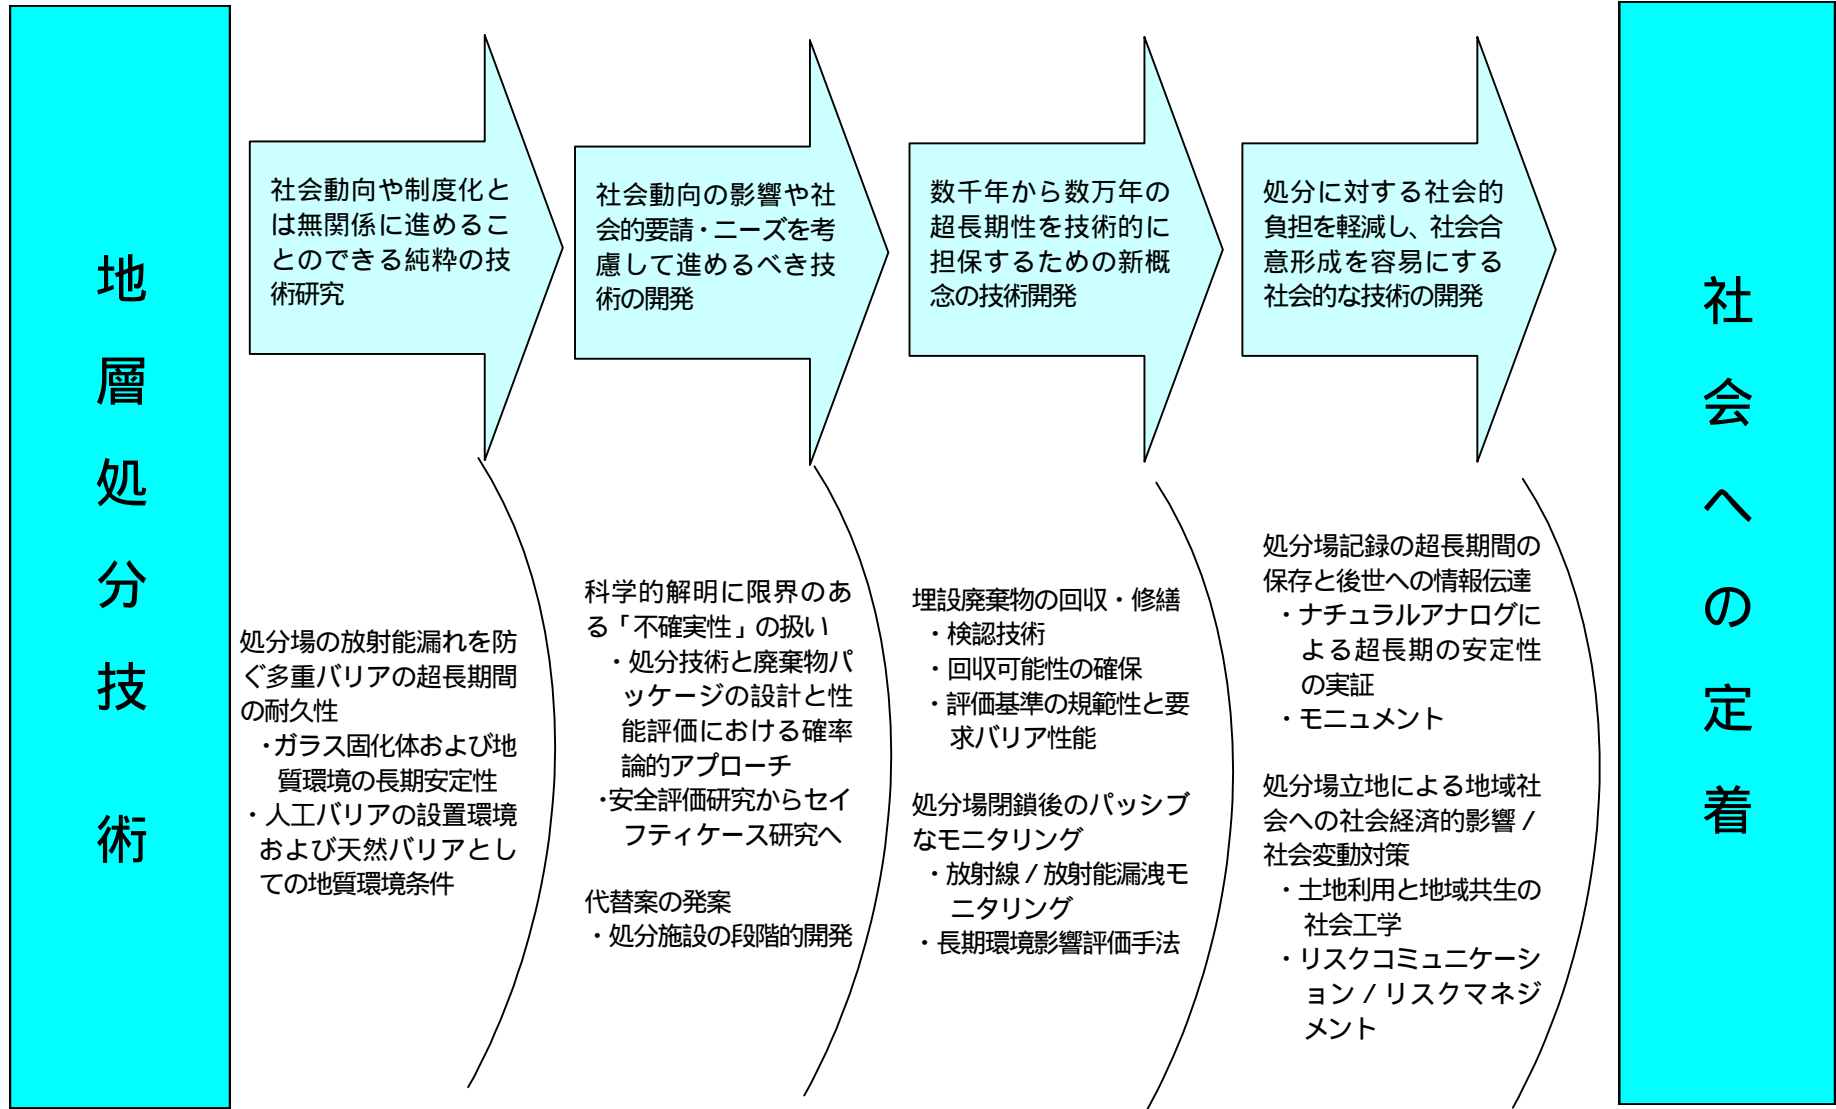 地層処分技術
社会動向や制度化と
は無関係に進めるこ
とのできる純粋の技
術研究
社会動向の影響や社
会的要請・ニーズを考
慮して進めるべき技
術の開発
数千年から数万年の
超長期性を技術的に
担保するための新概
念の技術開発
処分に対する社会的
負担を軽減し、社会合
意形成を容易にする
社会的な技術の開発
処分場の放射能漏れを防
ぐ多重バリアの超長期間
の耐久性
・ガラス固化体および地
質環境の長期安定性
・人工バリアの設置環境
および天然バリアとし
ての地質環境条件
科学的解明に限界のあ
る「不確実性」の扱い
・処分技術と廃棄物パ
ッケージの設計と性
能評価における確率
論的アプローチ
・安全評価研究からセイ
フティケース研究へ
代替案の発案
・処分施設の段階的開発
埋設廃棄物の回収・修繕
・検認技術
・回収可能性の確保
・評価基準の規範性と要
求バリア性能
処分場閉鎖後のパッシブ
なモニタリング
・放射線／放射能漏洩モ
ニタリング
・長期環境影響評価手法
処分場記録の超長期間の
保存と後世への情報伝達
・ナチュラルアナログに
よる超長期の安定性
の実証
・モニュメント
処分場立地による地域社
会への社会経済的影響／
社会変動対策
・土地利用と地域共生の
社会工学
・リスクコミュニケーシ
ョン／リスクマネジ
メント
社会への定着